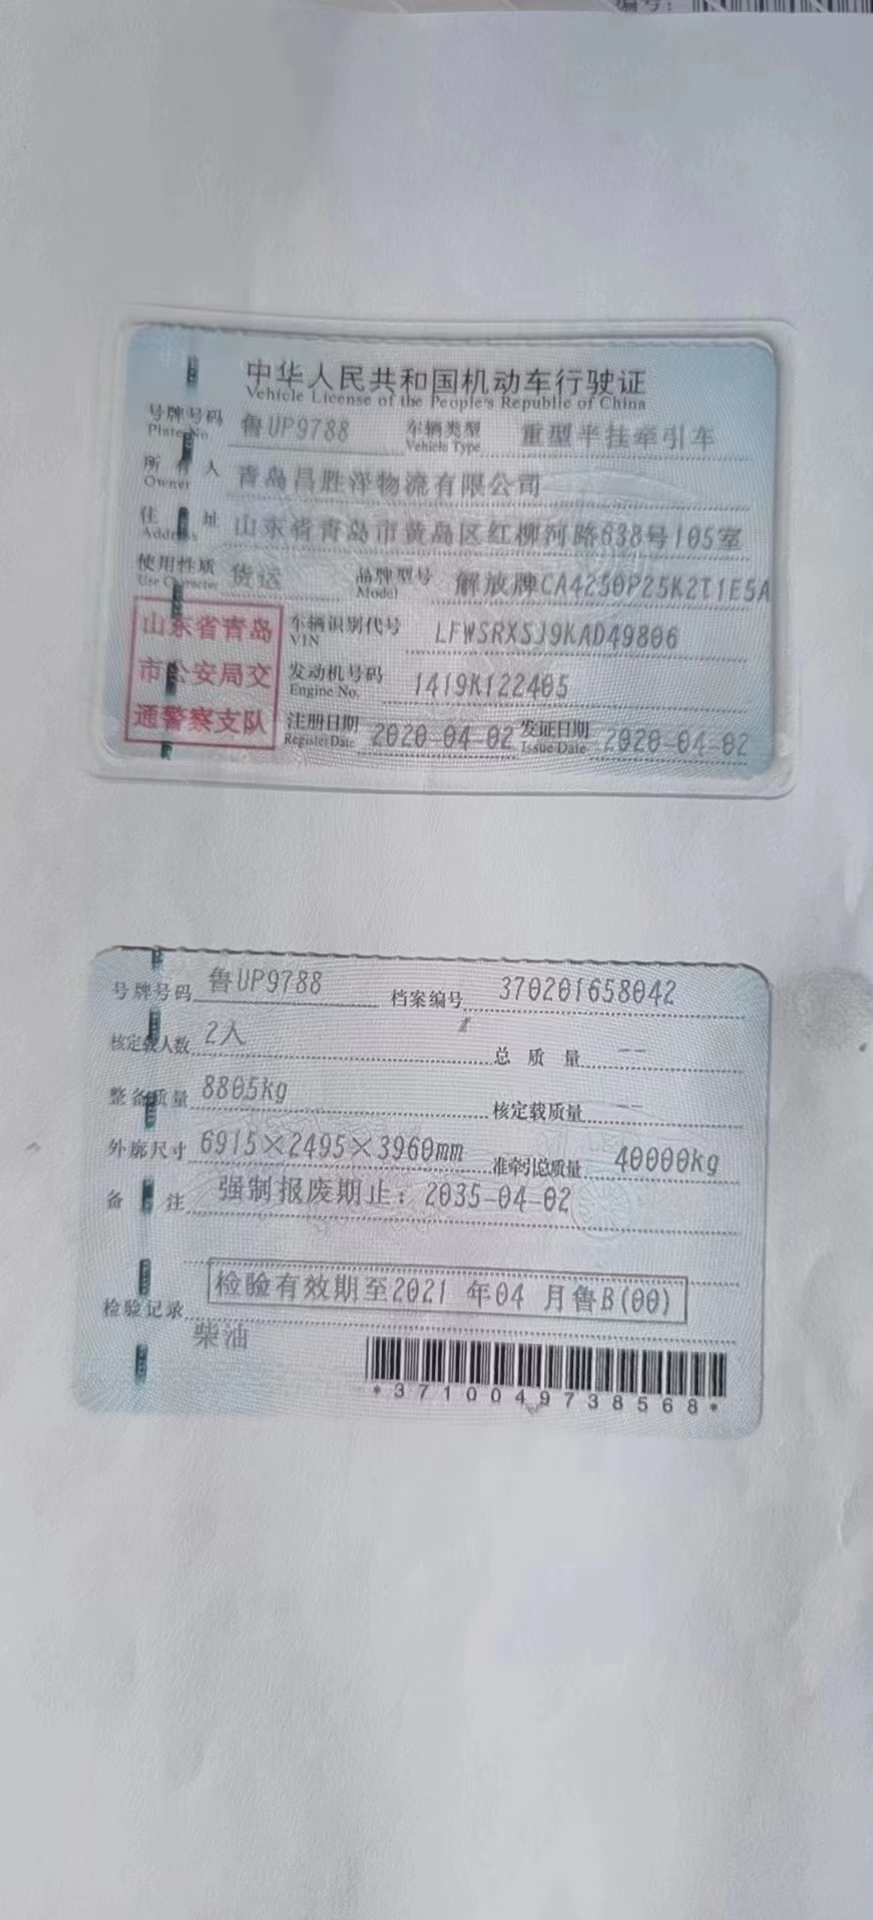 编号：
中华人民共和国机动车行驶证
Vehicle License of the People's Republic of China
号牌号码 鲁UP9788 车辆类型 重型半挂牵引车
Plate No Vehicle Type
所有人 青岛昌胜泽物流有限公司
Owner
住址 山东省青岛市黄岛区红柳河路638号105室
Address
使用性质 货运 品牌型号 解放牌CA4250P25K2T1E5A
Use Character Model
山东省青岛 车辆识别代号 LFWSRXSJ9KAD49806
VIN
市公安局交 发动机号码 1419K122405
Engine No.
通警察支队 注册日期 2020-04-02 发证日期 2020-04-02
Register Date Issue Date
号牌号码 鲁UP9788 档案编号 370201658042
核定载人数 2人 总质量 --
整备质量 8805kg 核定载质量 --
外廓尺寸 6915×2495×3960mm 准牵引总质量 40000kg
备注 强制报废期止：2035-04-02
检验有效期至2021 年04 月鲁B(00)
检验记录
柴油
*3710049738568*